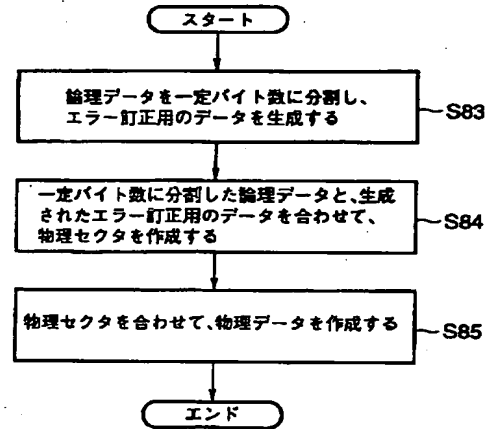 スタート
論理データを一定バイト数に分割し、
エラー訂正用のデータを生成する
S83
一定バイト数に分割した論理データと、生成
されたエラー訂正用のデータを合わせて、
物理セクタを作成する
S84
物理セクタを合わせて、物理データを作成する
S85
エンド